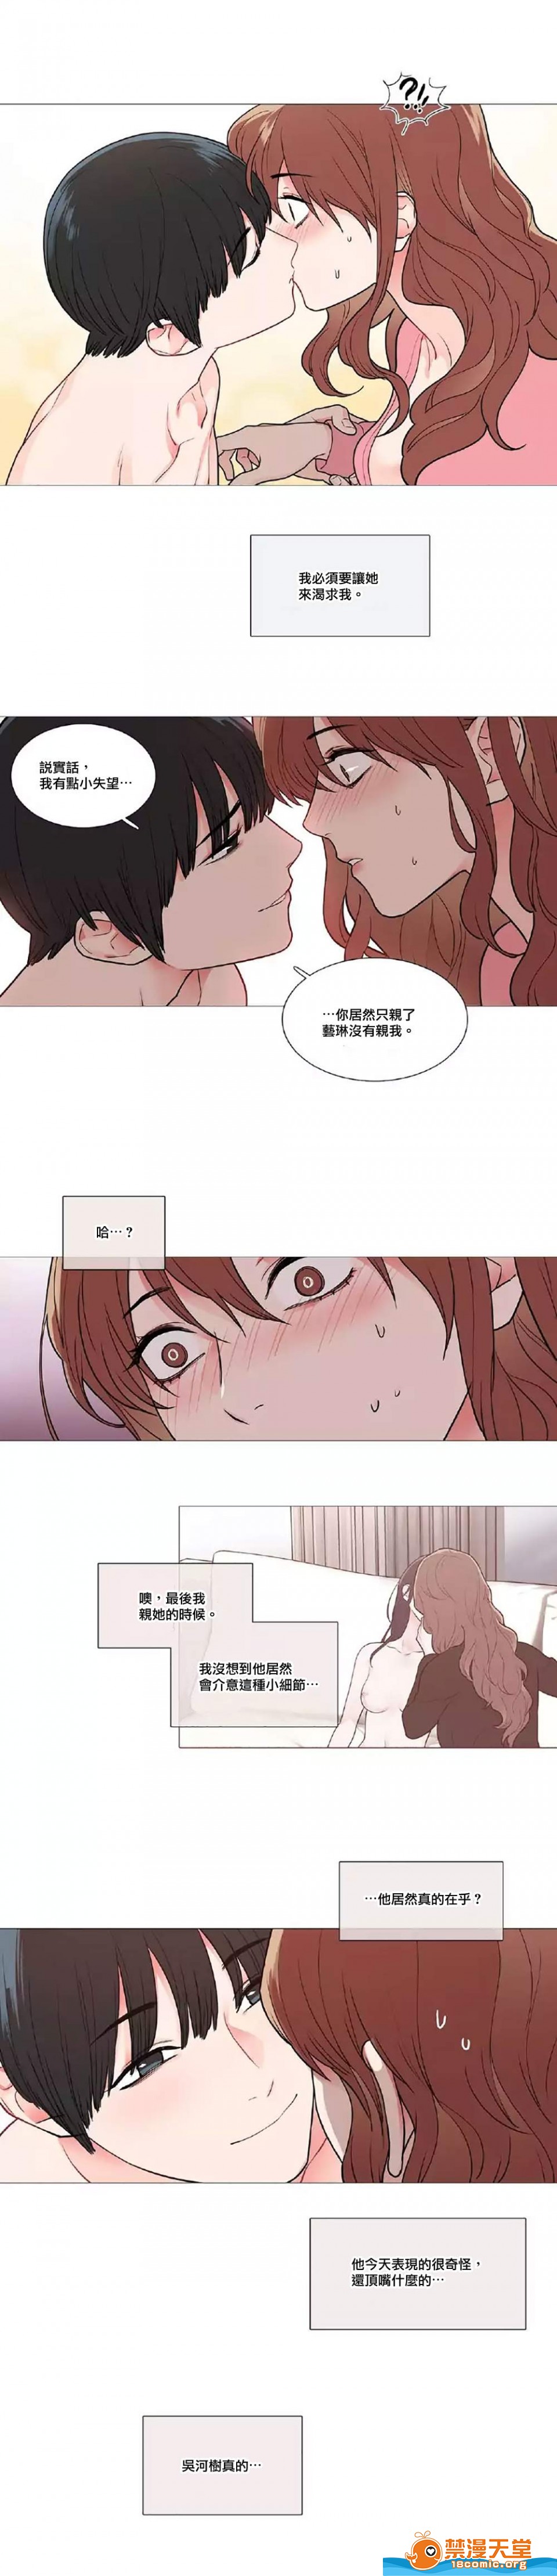 ?!!
我必須要讓她
來渴求我。
説實話，
我有點小失望⋯
⋯你居然只親了
藝琳沒有親我。
哈⋯？
噢，最後我
親她的時候。
我沒想到他居然
會介意這種小細節⋯
⋯他居然真的在乎？
他今天表現的很奇怪，
還頂嘴什麼的⋯
吳河樹真的⋯
禁漫天堂
18comic.org